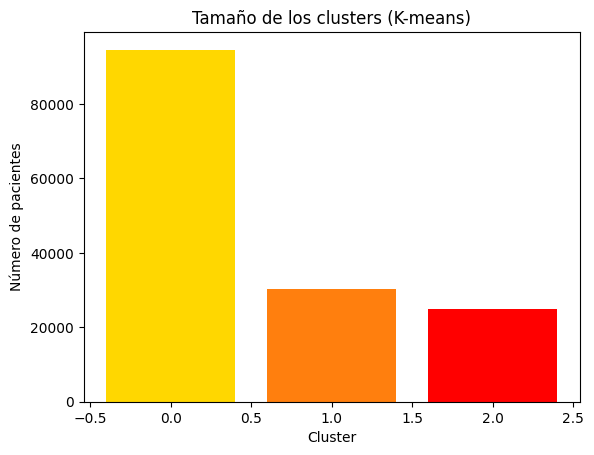 Tamaño de los clusters (K-means)
Número de pacientes
80000
60000
40000
20000
0
−0.5 0.0 0.5 1.0 1.5 2.0 2.5
Cluster